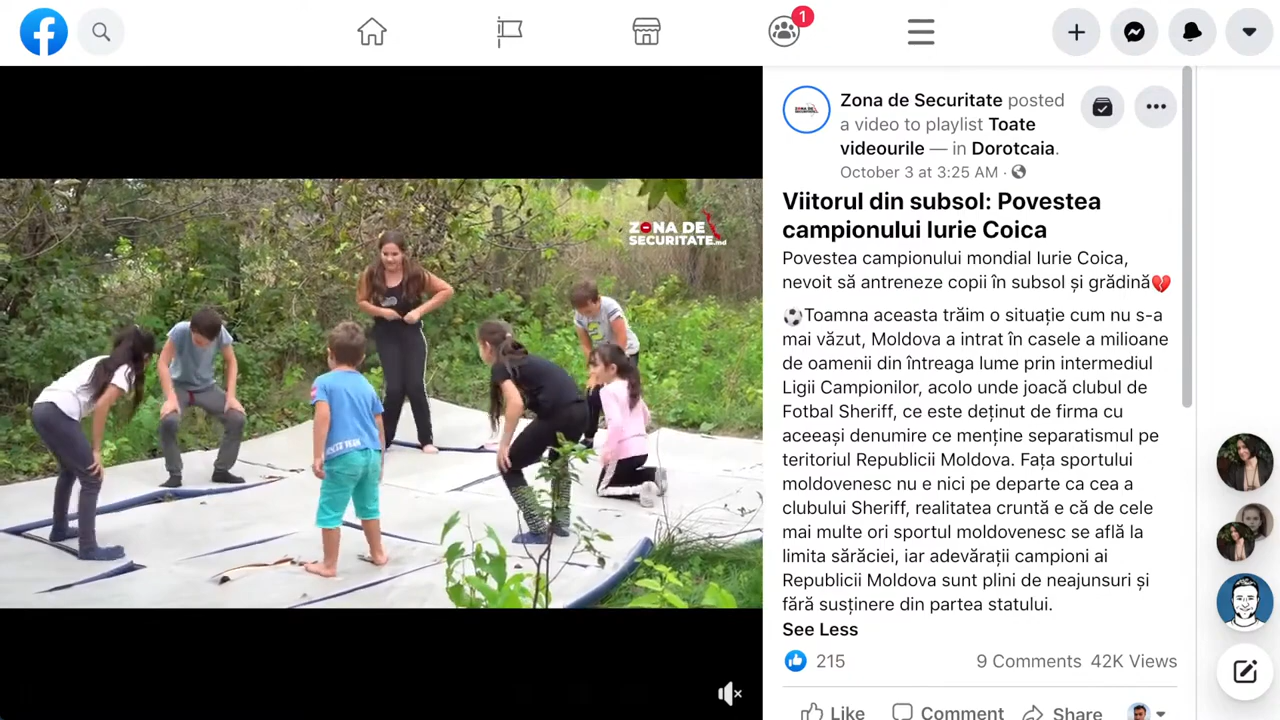 1
Zona de Securitate posted
a video to playlist Toate
videourile — in Dorotcaia.
October 3 at 3:25 AM ·
Viitorul din subsol: Povestea
campionului Iurie Coica
Povestea campionului mondial Iurie Coica,
nevoit să antreneze copii în subsol și grădină💔
⚽Toamna aceasta trăim o situație cum nu s-a
mai văzut, Moldova a intrat în casele a milioane
de oamenii din întreaga lume prin intermediul
Ligii Campionilor, acolo unde joacă clubul de
Fotbal Sheriff, ce este deținut de firma cu
aceeași denumire ce menține separatismul pe
teritoriul Republicii Moldova. Fața sportului
moldovenesc nu e nici pe departe ca cea a
clubului Sheriff, realitatea cruntă e că de cele
mai multe ori sportul moldovenesc se află la
limita sărăciei, iar adevărații campioni ai
Republicii Moldova sunt plini de neajunsuri și
fără susținere din partea statului.
See Less
215 9 Comments 42K Views
Like Comment Share
ZONA DE
SECURITATE.md